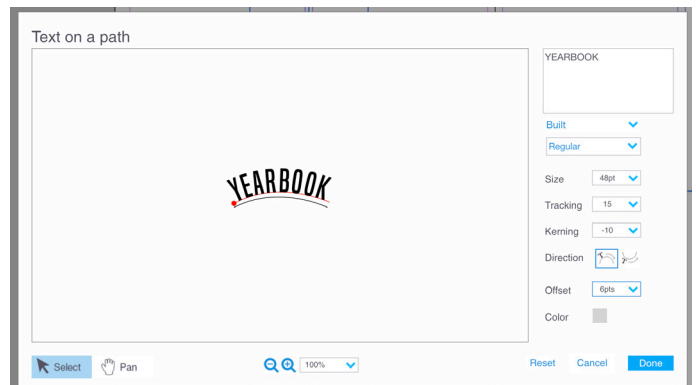 Text on a path
YEARBOOK
YEARBOOK
Built
Regular
Size 48pt
Tracking 15
Kerning -10
Direction
Offset 6pts
Color
Select Pan 100% Reset Cancel Done